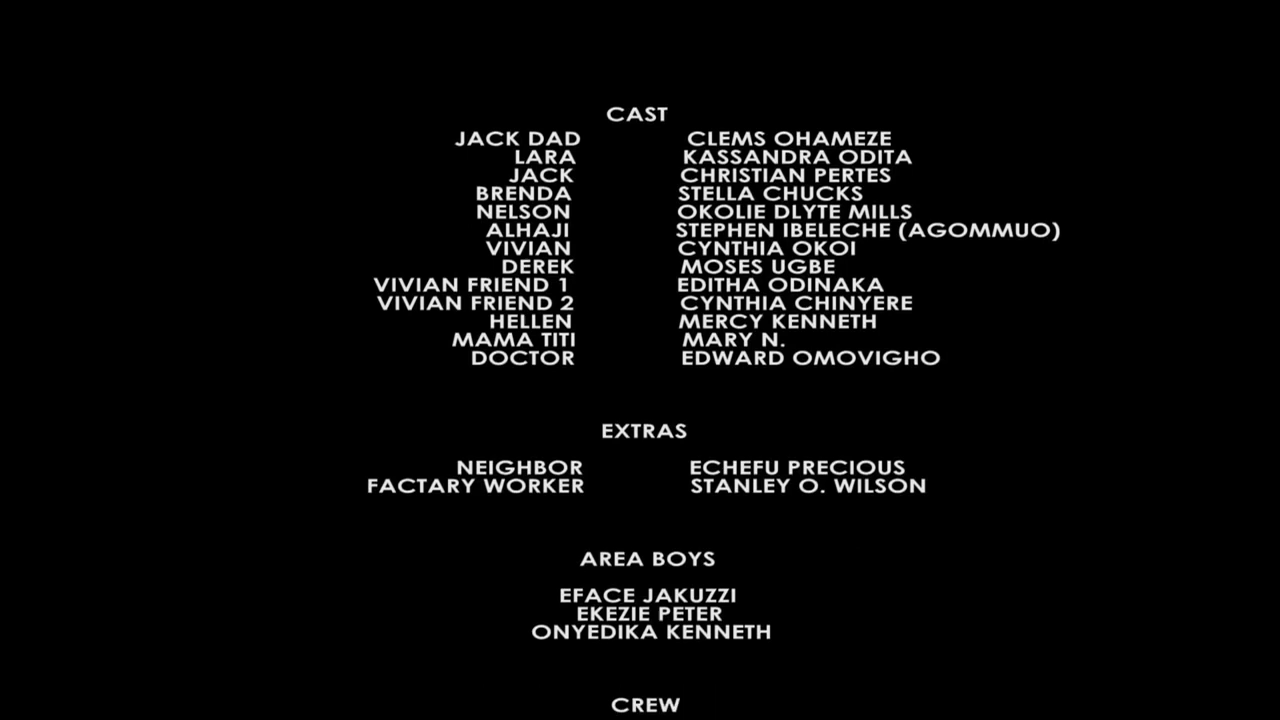 CAST
JACK DAD CLEMS OHAMEZE
LARA KASSANDRA ODITA
JACK CHRISTIAN PERTES
BRENDA STELLA CHUCKS
NELSON OKOLIE DLYTE MILLS
ALHAJI STEPHEN IBELECHE (AGOMMUO)
VIVIAN CYNTHIA OKOI
DEREK MOSES UGBE
VIVIAN FRIEND 1 EDITHA ODINAKA
VIVIAN FRIEND 2 CYNTHIA CHINYERE
HELLEN MERCY KENNETH
MAMA TITI MARY N.
DOCTOR EDWARD OMOVIGHO
EXTRAS
NEIGHBOR ECHEFU PRECIOUS
FACTARY WORKER STANLEY O. WILSON
AREA BOYS
EFACE JAKUZZI
EKEZIE PETER
ONYEDIKA KENNETH
CREW